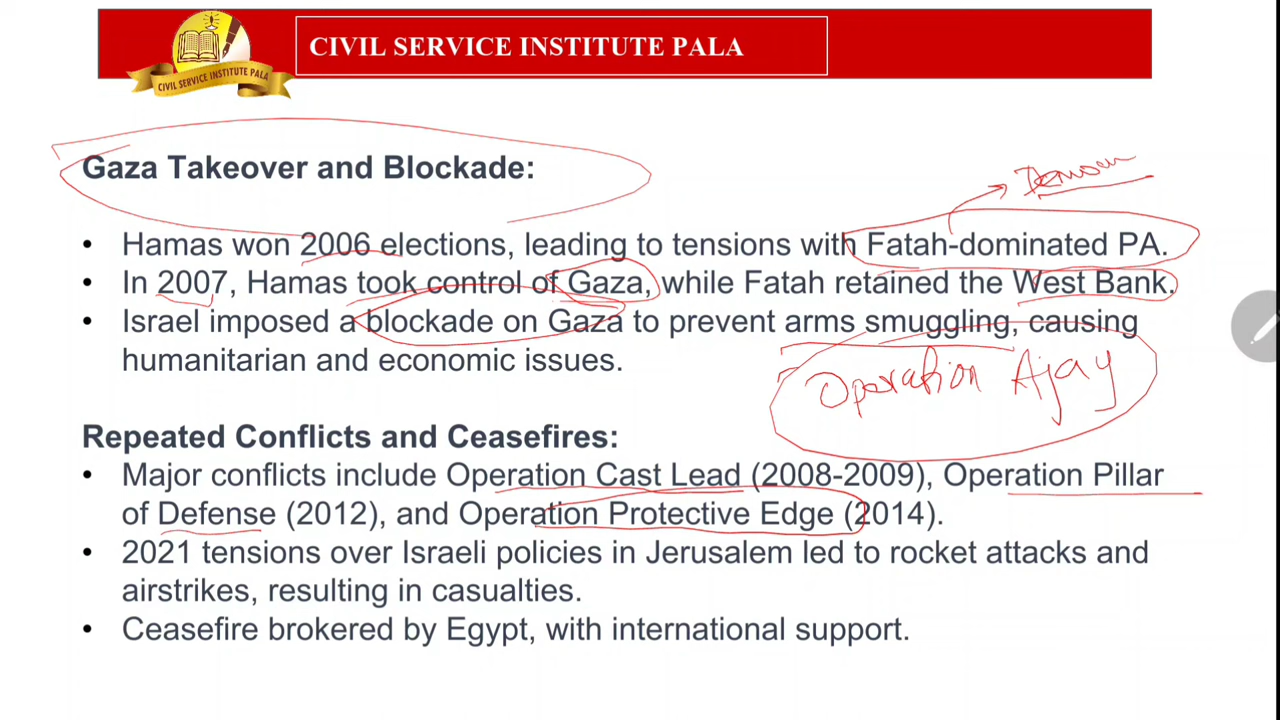 CIVIL SERVICE INSTITUTE PALA
CIVIL SERVICE INSTITUTE PALA
Gaza Takeover and Blockade:
• Hamas won 2006 elections, leading to tensions with Fatah-dominated PA.
• In 2007, Hamas took control of Gaza, while Fatah retained the West Bank.
• Israel imposed a blockade on Gaza to prevent arms smuggling, causing
humanitarian and economic issues.
Operation Ajay
Repeated Conflicts and Ceasefires:
• Major conflicts include Operation Cast Lead (2008-2009), Operation Pillar
of Defense (2012), and Operation Protective Edge (2014).
• 2021 tensions over Israeli policies in Jerusalem led to rocket attacks and
airstrikes, resulting in casualties.
• Ceasefire brokered by Egypt, with international support.